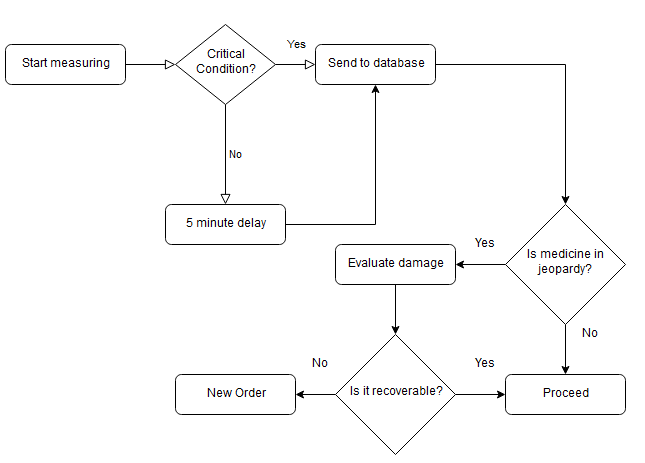 Start measuring
Critical
Condition?
Yes
Send to database
No
5 minute delay
Is medicine in
jeopardy?
Yes
Evaluate damage
No
Is it recoverable?
No
New Order
Yes
Proceed